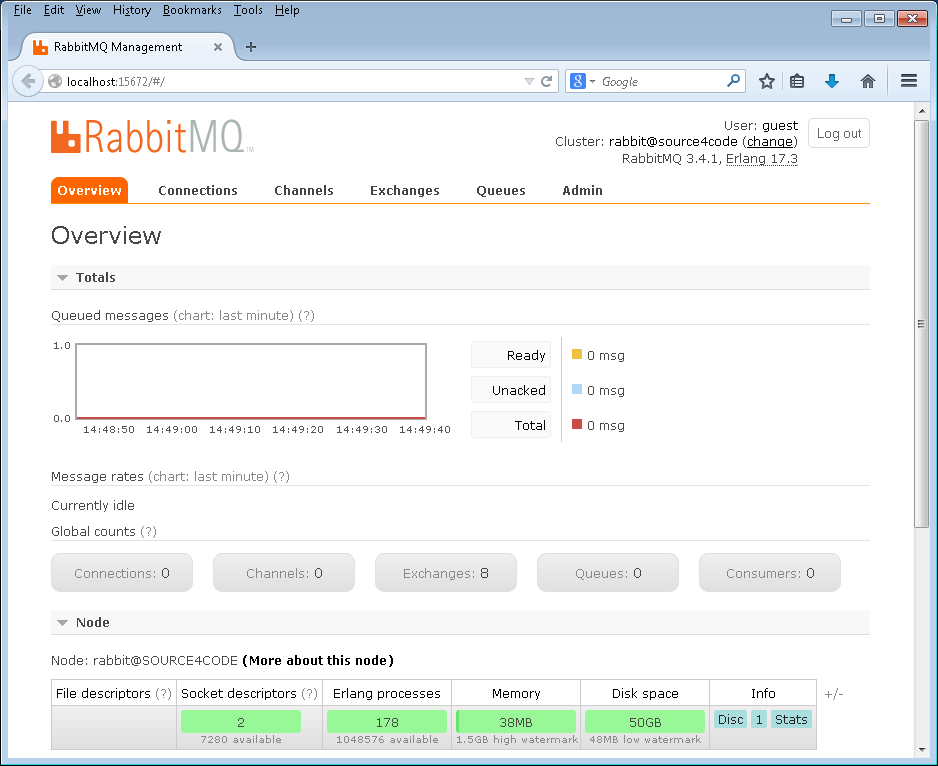 File Edit View History Bookmarks Tools Help
RabbitMQ Management
localhost:15672/#/
8 Google
RabbitMQ TM
User: guest
Cluster: rabbit@source4code (change)
RabbitMQ 3.4.1, Erlang 17.3
Log out
Overview Connections Channels Exchanges Queues Admin
Overview
Totals
Queued messages (chart: last minute) (?)
1.0
0.0
14:48:50 14:49:00 14:49:10 14:49:20 14:49:30 14:49:40
Ready 0 msg
Unacked 0 msg
Total 0 msg
Message rates (chart: last minute) (?)
Currently idle
Global counts (?)
Connections: 0 Channels: 0 Exchanges: 8 Queues: 0 Consumers: 0
Node
Node: rabbit@SOURCE4CODE (More about this node)
File descriptors (?) Socket descriptors (?) Erlang processes Memory Disk space Info +/-
2 178 38MB 50GB Disc 1 Stats
7280 available 1048576 available 1.5GB high watermark 48MB low watermark